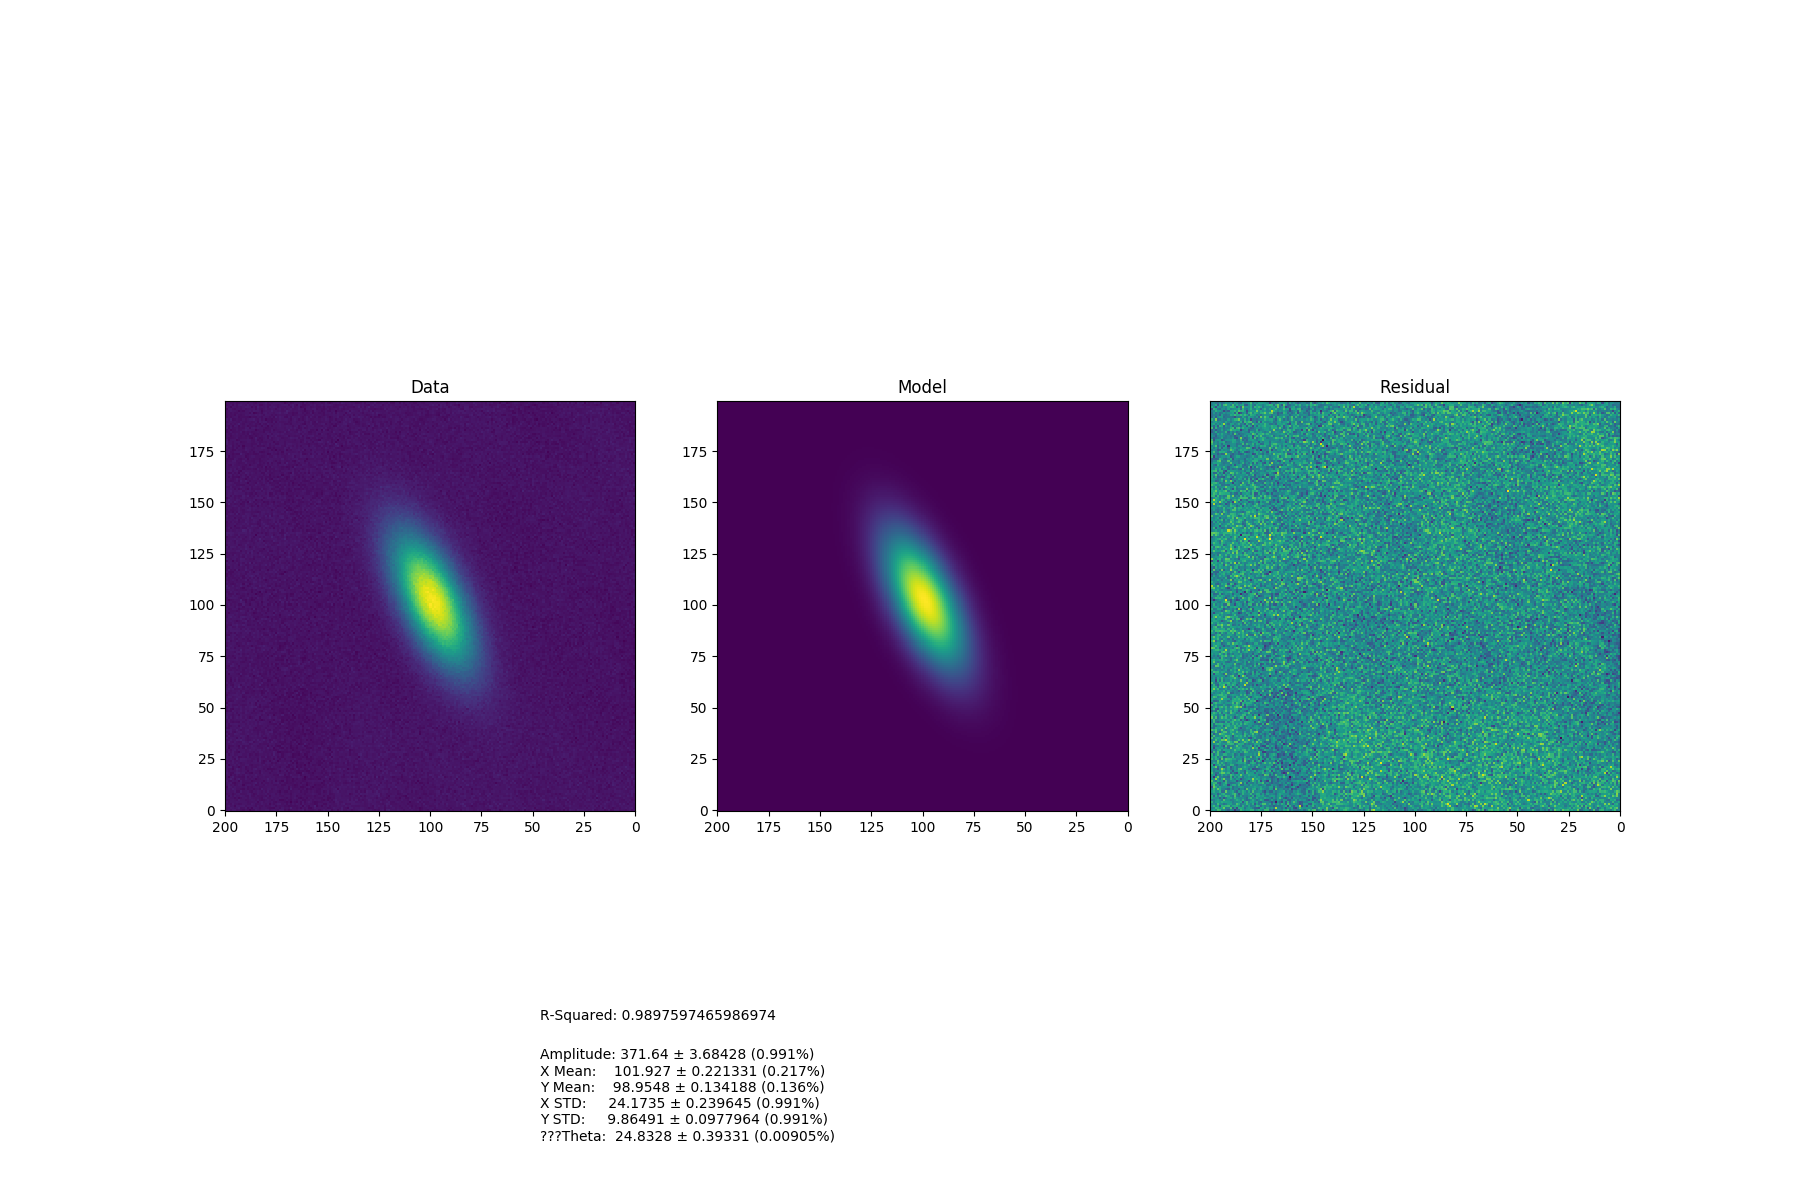 Data Model Residual
175 175 175
150 150 150
125 125 125
100 100 100
75 75 75
50 50 50
25 25 25
0 0 0
200 175 150 125 100 75 50 25 0 200 175 150 125 100 75 50 25 0 200 175 150 125 100 75 50 25 0
R-Squared: 0.9897597465986974
Amplitude: 371.64 ± 3.68428 (0.991%)
X Mean: 101.927 ± 0.221331 (0.217%)
Y Mean: 98.9548 ± 0.134188 (0.136%)
X STD: 24.1735 ± 0.239645 (0.991%)
Y STD: 9.86491 ± 0.0977964 (0.991%)
???Theta: 24.8328 ± 0.39331 (0.00905%)